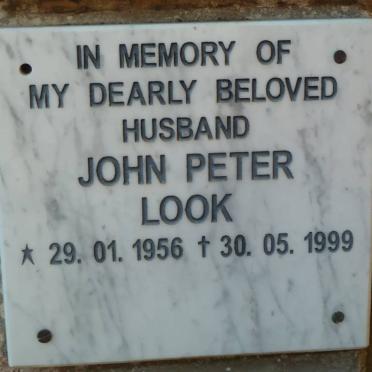 IN MEMORY OF
MY DEARLY BELOVED
HUSBAND
JOHN PETER
LOOK
★ 29. 01. 1956 † 30. 05. 1999